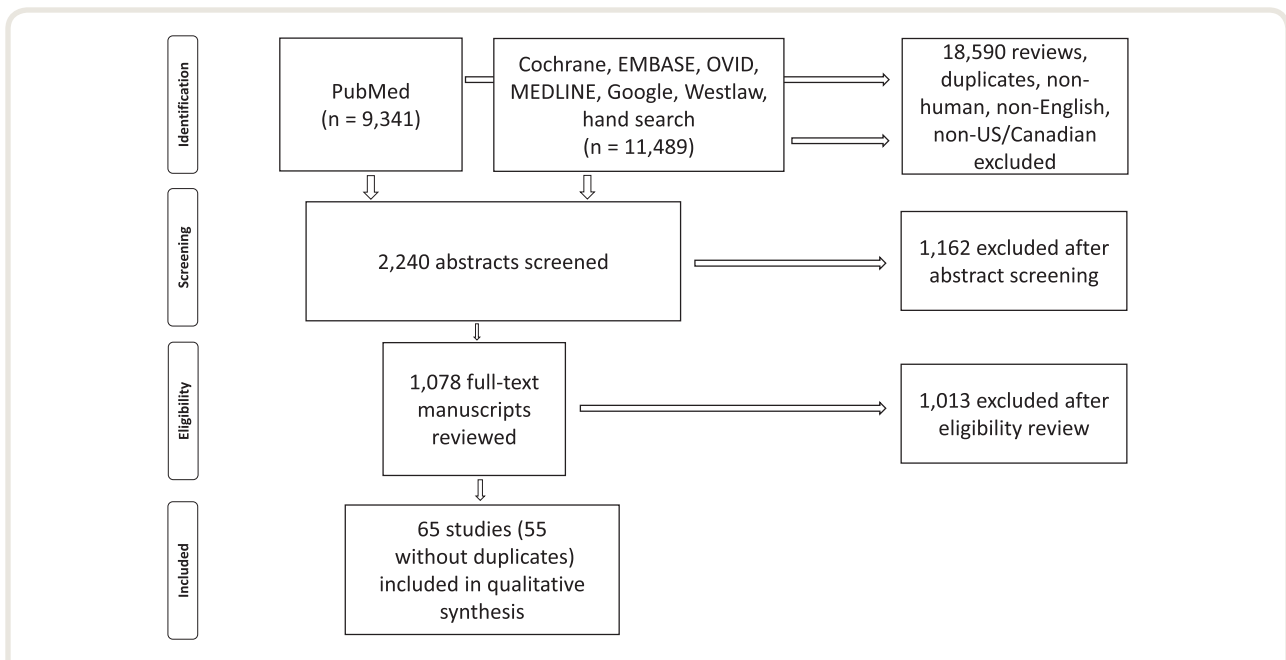 Identification
PubMed
(n = 9,341)
Cochrane, EMBASE, OVID,
MEDLINE, Google, Westlaw,
hand search
(n = 11,489)
18,590 reviews,
duplicates, non-
human, non-English,
non-US/Canadian
excluded
Screening
2,240 abstracts screened
1,162 excluded after
abstract screening
Eligibility
1,078 full-text
manuscripts
reviewed
1,013 excluded after
eligibility review
Included
65 studies (55
without duplicates)
included in qualitative
synthesis